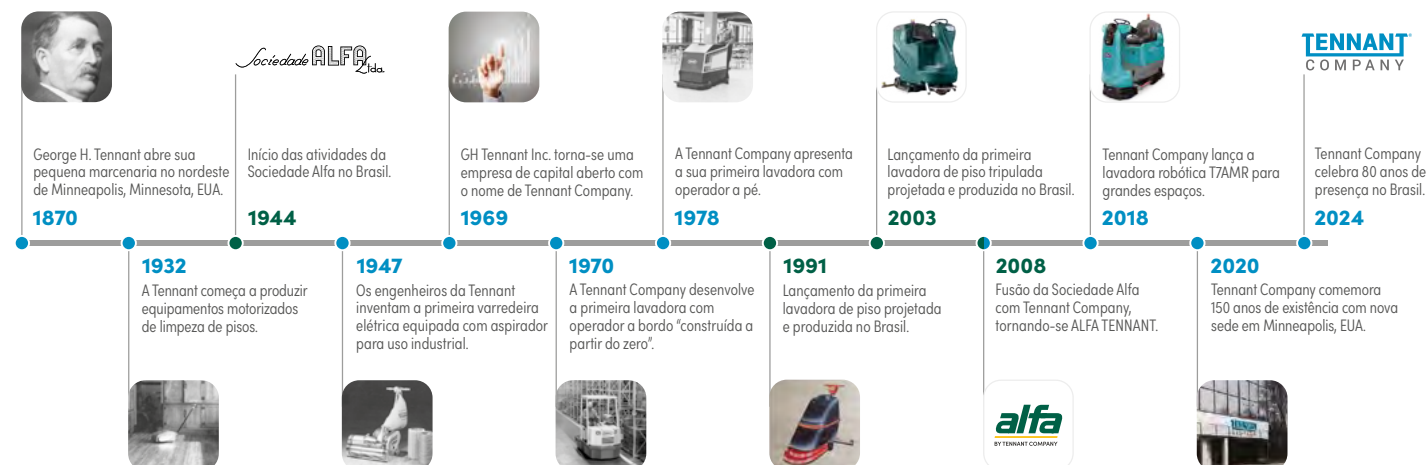 Sociedade ALFA Ltda.
TENNANT®
COMPANY
George H. Tennant abre sua
pequena marcenaria no nordeste
de Minneapolis, Minnesota, EUA.
1870
Início das atividades da
Sociedade Alfa no Brasil.
1944
GH Tennant Inc. torna-se uma
empresa de capital aberto com
o nome de Tennant Company.
1969
A Tennant Company apresenta
a sua primeira lavadora com
operador a pé.
1978
Lançamento da primeira
lavadora de piso tripulada
projetada e produzida no Brasil.
2003
Tennant Company lança a
lavadora robótica T7AMR para
grandes espaços.
2018
Tennant Company
celebra 80 anos de
presença no Brasil.
2024
1932
A Tennant começa a produzir
equipamentos motorizados
de limpeza de pisos.
1947
Os engenheiros da Tennant
inventam a primeira varredeira
elétrica equipada com aspirador
para uso industrial.
1970
A Tennant Company desenvolve
a primeira lavadora com
operador a bordo "construída a
partir do zero".
1991
Lançamento da primeira
lavadora de piso projetada
e produzida no Brasil.
2008
Fusão da Sociedade Alfa
com Tennant Company,
tornando-se ALFA TENNANT.
2020
Tennant Company comemora
150 anos de existência com nova
sede em Minneapolis, EUA.
alfa
BY TENNANT COMPANY
TENNANT